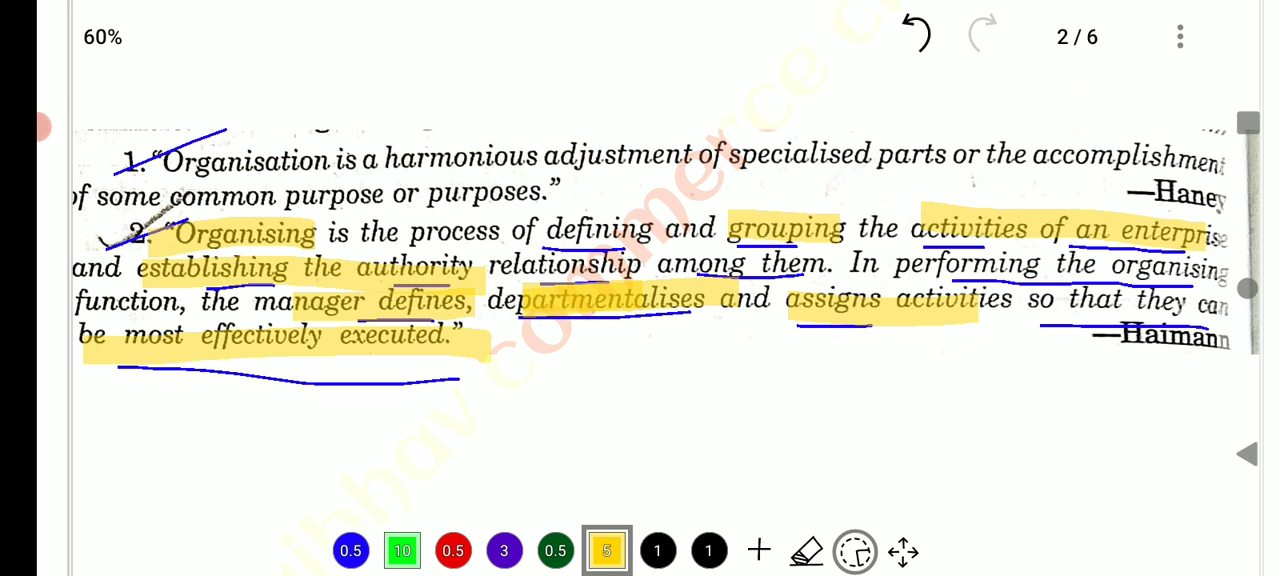 60%
2 / 6
1. "Organisation is a harmonious adjustment of specialised parts or the accomplishment
of some common purpose or purposes."
—Haney
2. "Organising is the process of defining and grouping the activities of an enterprise
and establishing the authority relationship among them. In performing the organising
function, the manager defines, departmentalises and assigns activities so that they can
be most effectively executed."
—Haimann
commerce
0.5 10 0.5 3 0.5 5 1 1